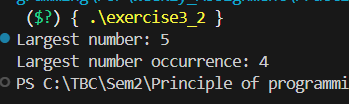 ($?) { .\exercise3_2 }
Largest number: 5
Largest number occurrence: 4
PS C:\TBC\Sem2\Principle of programmi